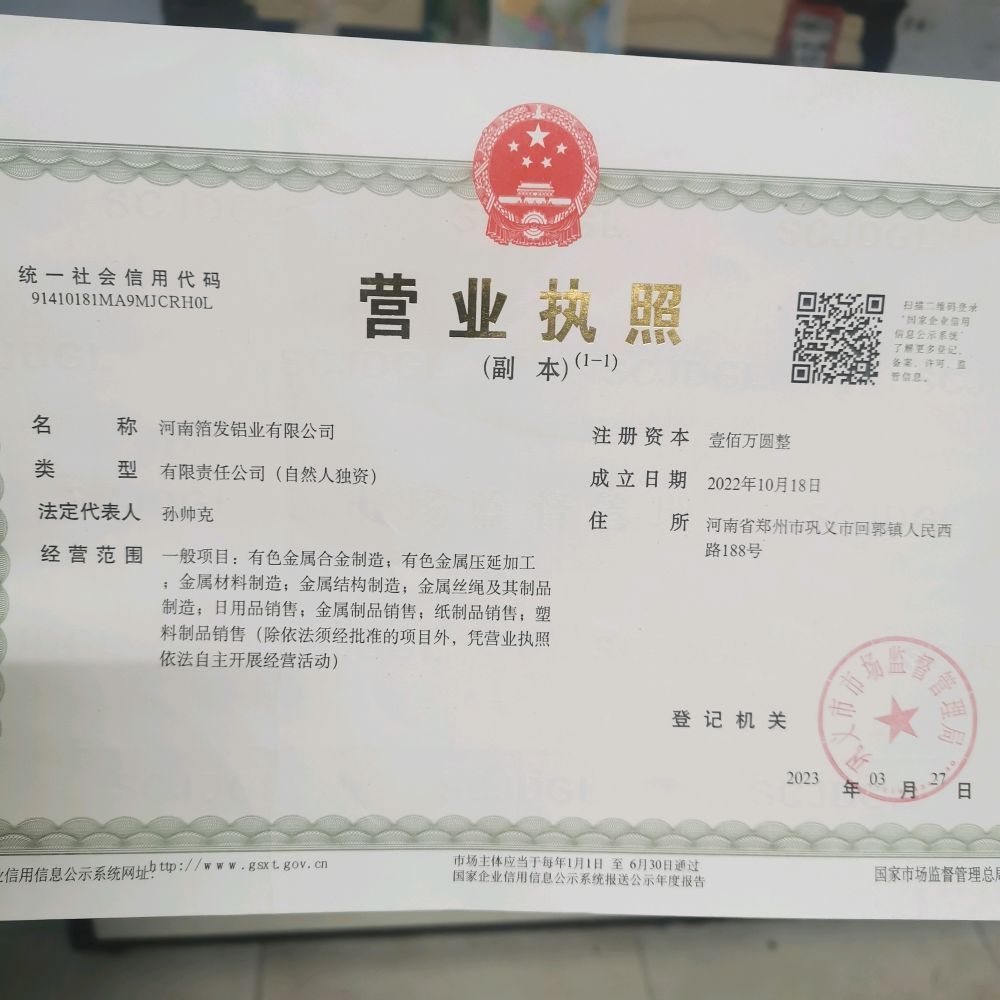 统一社会信用代码
91410181MA9MJCRH0L
营业执照
(副 本)(1-1)
扫描二维码登录
“国家企业信用
信息公示系统”
了解更多登记、
备案、许可、监
管信息。
名 称 河南箔发铝业有限公司
类 型 有限责任公司（自然人独资）
法定代表人 孙帅克
经营范围 一般项目：有色金属合金制造；有色金属压延加工
；金属材料制造；金属结构制造；金属丝绳及其制品
制造；日用品销售；金属制品销售；纸制品销售；塑
料制品销售（除依法须经批准的项目外，凭营业执照
依法自主开展经营活动）
注册资本 壹佰万圆整
成立日期 2022年10月18日
住 所 河南省郑州市巩义市回郭镇人民西
路188号
登记机关
巩义市市场监督管理局
2023 年 03 月 27 日
业信用信息公示系统网址：http://www.gsxt.gov.cn
市场主体应当于每年1月1日 至 6月30日通过
国家企业信用信息公示系统报送公示年度报告
国家市场监督管理总局